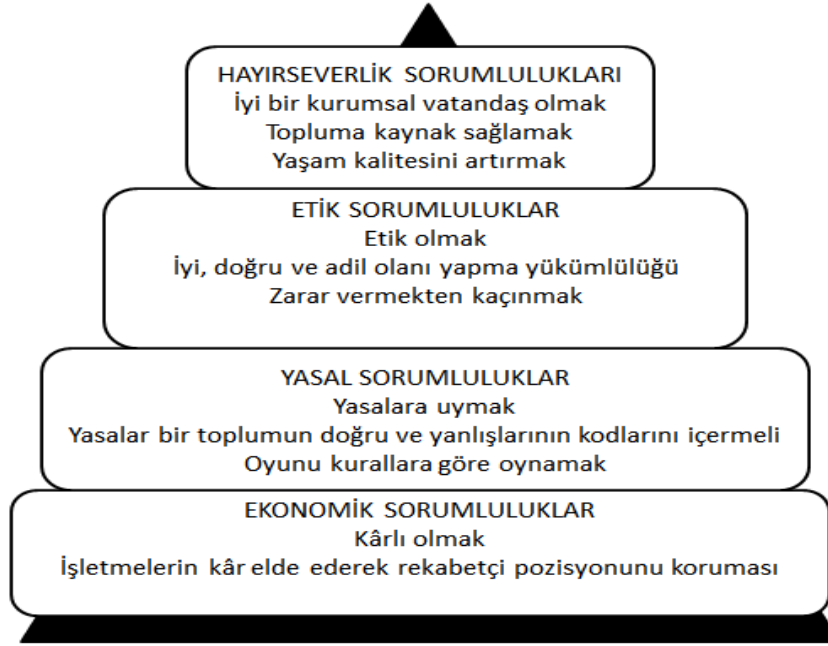 HAYIRSEVERLİK SORUMLULUKLARI
İyi bir kurumsal vatandaş olmak
Topluma kaynak sağlamak
Yaşam kalitesini artırmak
ETİK SORUMLULUKLAR
Etik olmak
İyi, doğru ve adil olanı yapma yükümlülüğü
Zarar vermekten kaçınmak
YASAL SORUMLULUKLAR
Yasalara uymak
Yasalar bir toplumun doğru ve yanlışlarının kodlarını içermeli
Oyunu kurallara göre oynamak
EKONOMİK SORUMLULUKLAR
Kârlı olmak
İşletmelerin kâr elde ederek rekabetçi pozisyonunu koruması